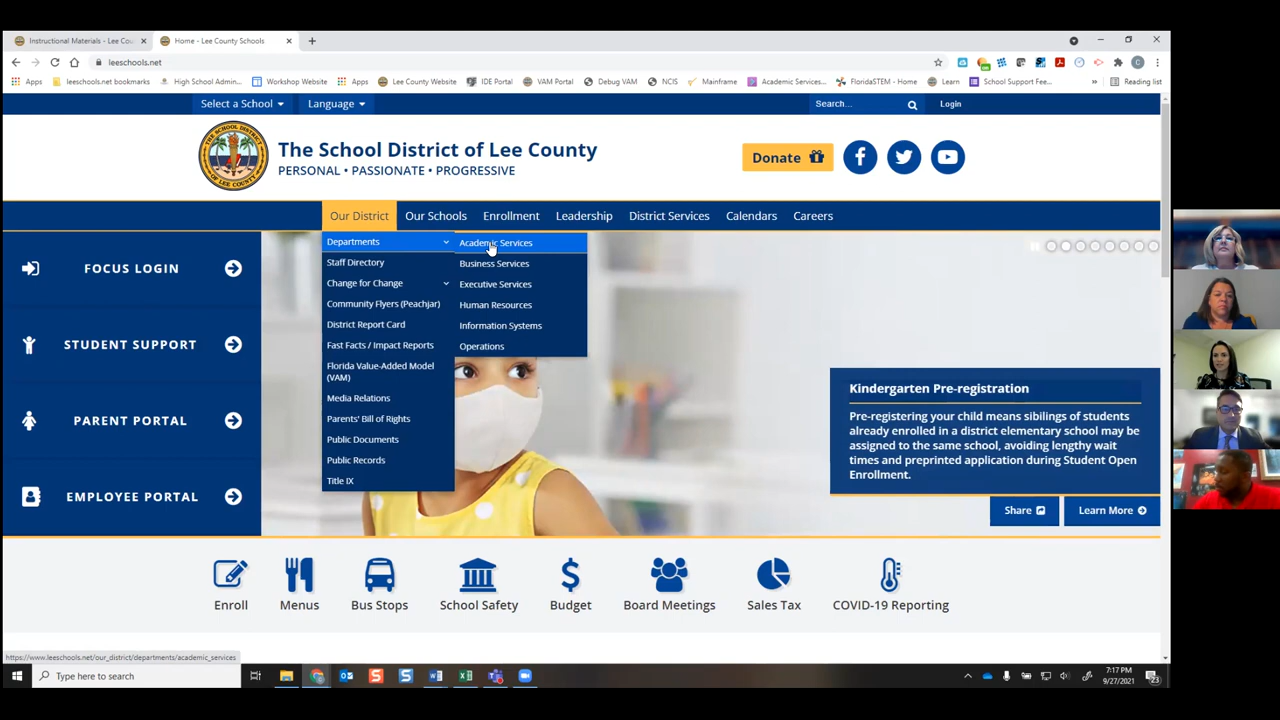 Instructional Materials - Lee Cou
Home - Lee County Schools
leeschools.net
Apps
leeschools.net bookmarks
High School Admin...
Workshop Website
Apps
Lee County Website
IDE Portal
VAM Portal
Debug VAM
NCIS
Mainframe
Academic Services...
FloridaSTEM - Home
Learn
School Support Fee...
Reading list
Select a School
Language
Search...
Login
The School District of Lee County
PERSONAL • PASSIONATE • PROGRESSIVE
Donate
Our District
Our Schools
Enrollment
Leadership
District Services
Calendars
Careers
Departments
Staff Directory
Change for Change
Community Flyers (Peachjar)
District Report Card
Fast Facts / Impact Reports
Florida Value-Added Model
(VAM)
Media Relations
Parents' Bill of Rights
Public Documents
Public Records
Title IX
Academic Services
Business Services
Executive Services
Human Resources
Information Systems
Operations
FOCUS LOGIN
STUDENT SUPPORT
PARENT PORTAL
EMPLOYEE PORTAL
Kindergarten Pre-registration
Pre-registering your child means sibilings of students
already enrolled in a district elementary school may be
assigned to the same school, avoiding lengthy wait
times and preprinted application during Student Open
Enrollment.
Share
Learn More
Enroll
Menus
Bus Stops
School Safety
Budget
Board Meetings
Sales Tax
COVID-19 Reporting
https://www.leeschools.net/our_district/departments/academic_services
Type here to search
7:17 PM
9/27/2021